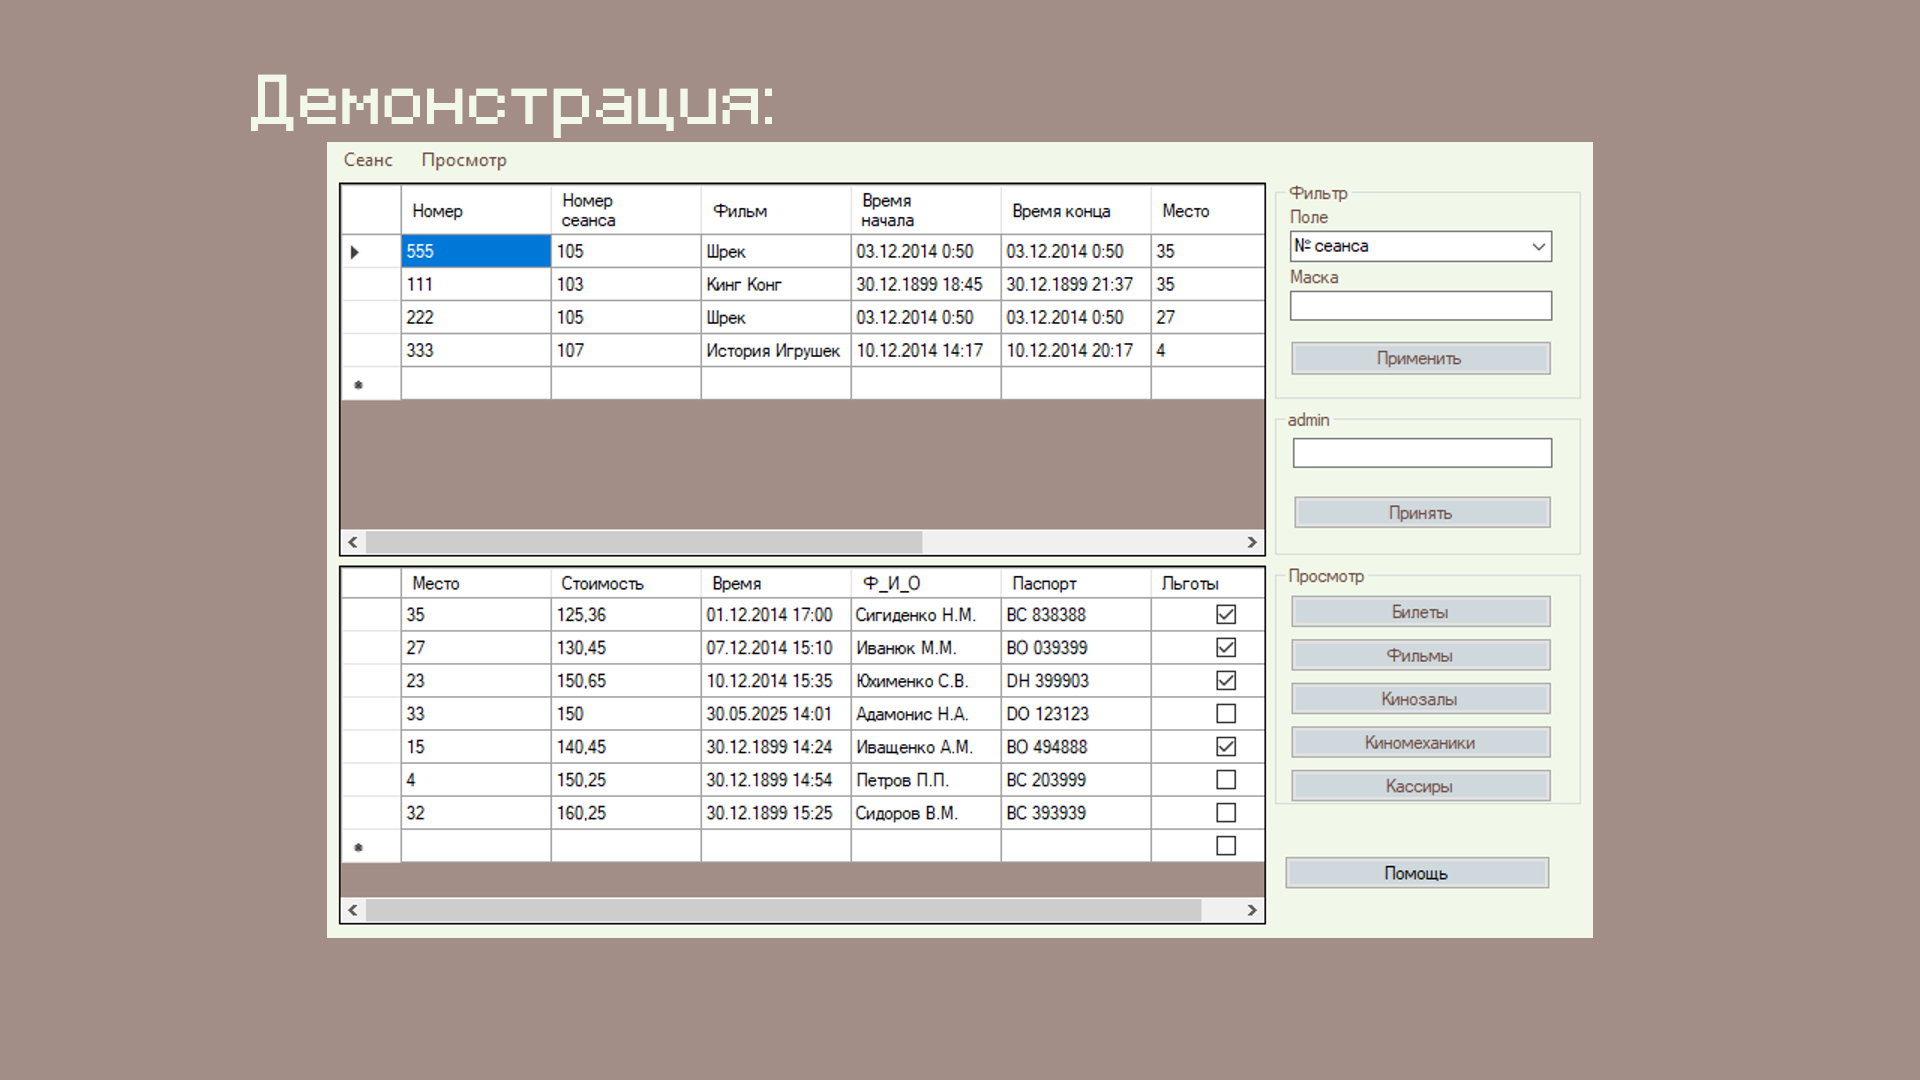 Демонстрация:
Сеанс Просмотр
Номер Номер сеанса Фильм Время начала Время конца Место
555 105 Шрек 03.12.2014 0:50 03.12.2014 0:50 35
111 103 Кинг Конг 30.12.1899 18:45 30.12.1899 21:37 35
222 105 Шрек 03.12.2014 0:50 03.12.2014 0:50 27
333 107 История Игрушек 10.12.2014 14:17 10.12.2014 20:17 4
Место Стоимость Время Ф_И_О Паспорт Льготы
35 125,36 01.12.2014 17:00 Сигиденко Н.М. BC 838388
27 130,45 07.12.2014 15:10 Иванюк М.М. BO 039399
23 150,65 10.12.2014 15:35 Юхименко С.В. DH 399903
33 150 30.05.2025 14:01 Адамонис Н.А. DO 123123
15 140,45 30.12.1899 14:24 Иващенко А.М. BO 494888
4 150,25 30.12.1899 14:54 Петров П.П. BC 203999
32 160,25 30.12.1899 15:25 Сидоров В.М. BC 393939
Фильтр
Поле
№ сеанса
Маска
Применить
admin
Принять
Просмотр
Билеты
Фильмы
Кинозалы
Киномеханики
Кассиры
Помощь